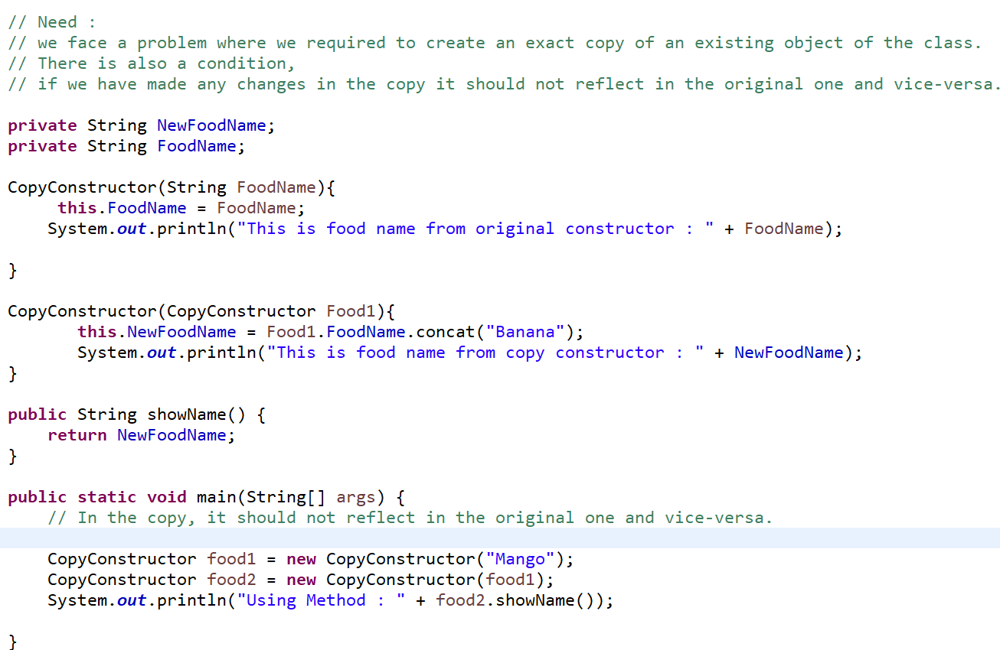 // Need :
// we face a problem where we required to create an exact copy of an existing object of the class.
// There is also a condition,
// if we have made any changes in the copy it should not reflect in the original one and vice-versa.
private String NewFoodName;
private String FoodName;
CopyConstructor(String FoodName){
this.FoodName = FoodName;
System.out.println("This is food name from original constructor : " + FoodName);
}
CopyConstructor(CopyConstructor Food1){
this.NewFoodName = Food1.FoodName.concat("Banana");
System.out.println("This is food name from copy constructor : " + NewFoodName);
}
public String showName() {
return NewFoodName;
}
public static void main(String[] args) {
// In the copy, it should not reflect in the original one and vice-versa.
CopyConstructor food1 = new CopyConstructor("Mango");
CopyConstructor food2 = new CopyConstructor(food1);
System.out.println("Using Method : " + food2.showName());
}